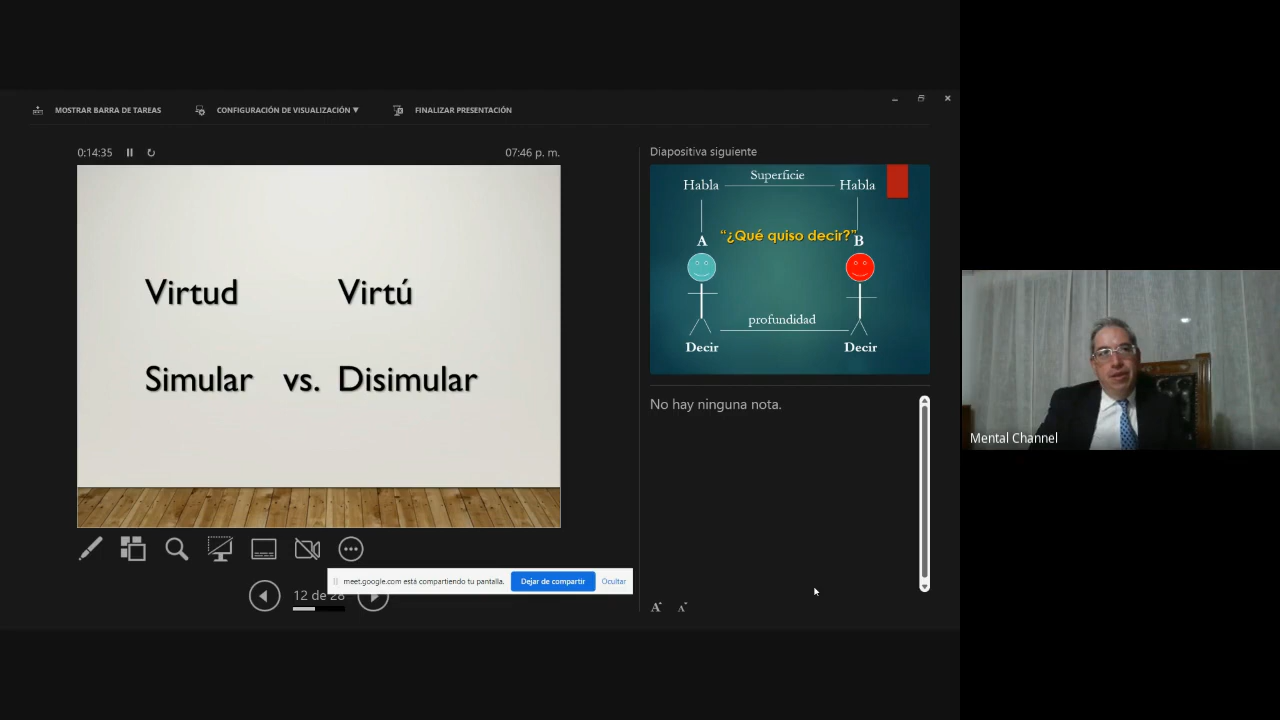 MOSTRAR BARRA DE TAREAS
CONFIGURACIÓN DE VISUALIZACIÓN ▼
FINALIZAR PRESENTACIÓN
0:14:35
07:46 p. m.
Virtud Virtú
Simular vs. Disimular
Diapositiva siguiente
Superficie
Habla Habla
“¿Qué quiso decir?”
A B
profundidad
Decir Decir
No hay ninguna nota.
Mental Channel
meet.google.com está compartiendo tu pantalla. Dejar de compartir Ocultar
12 de 28
A A